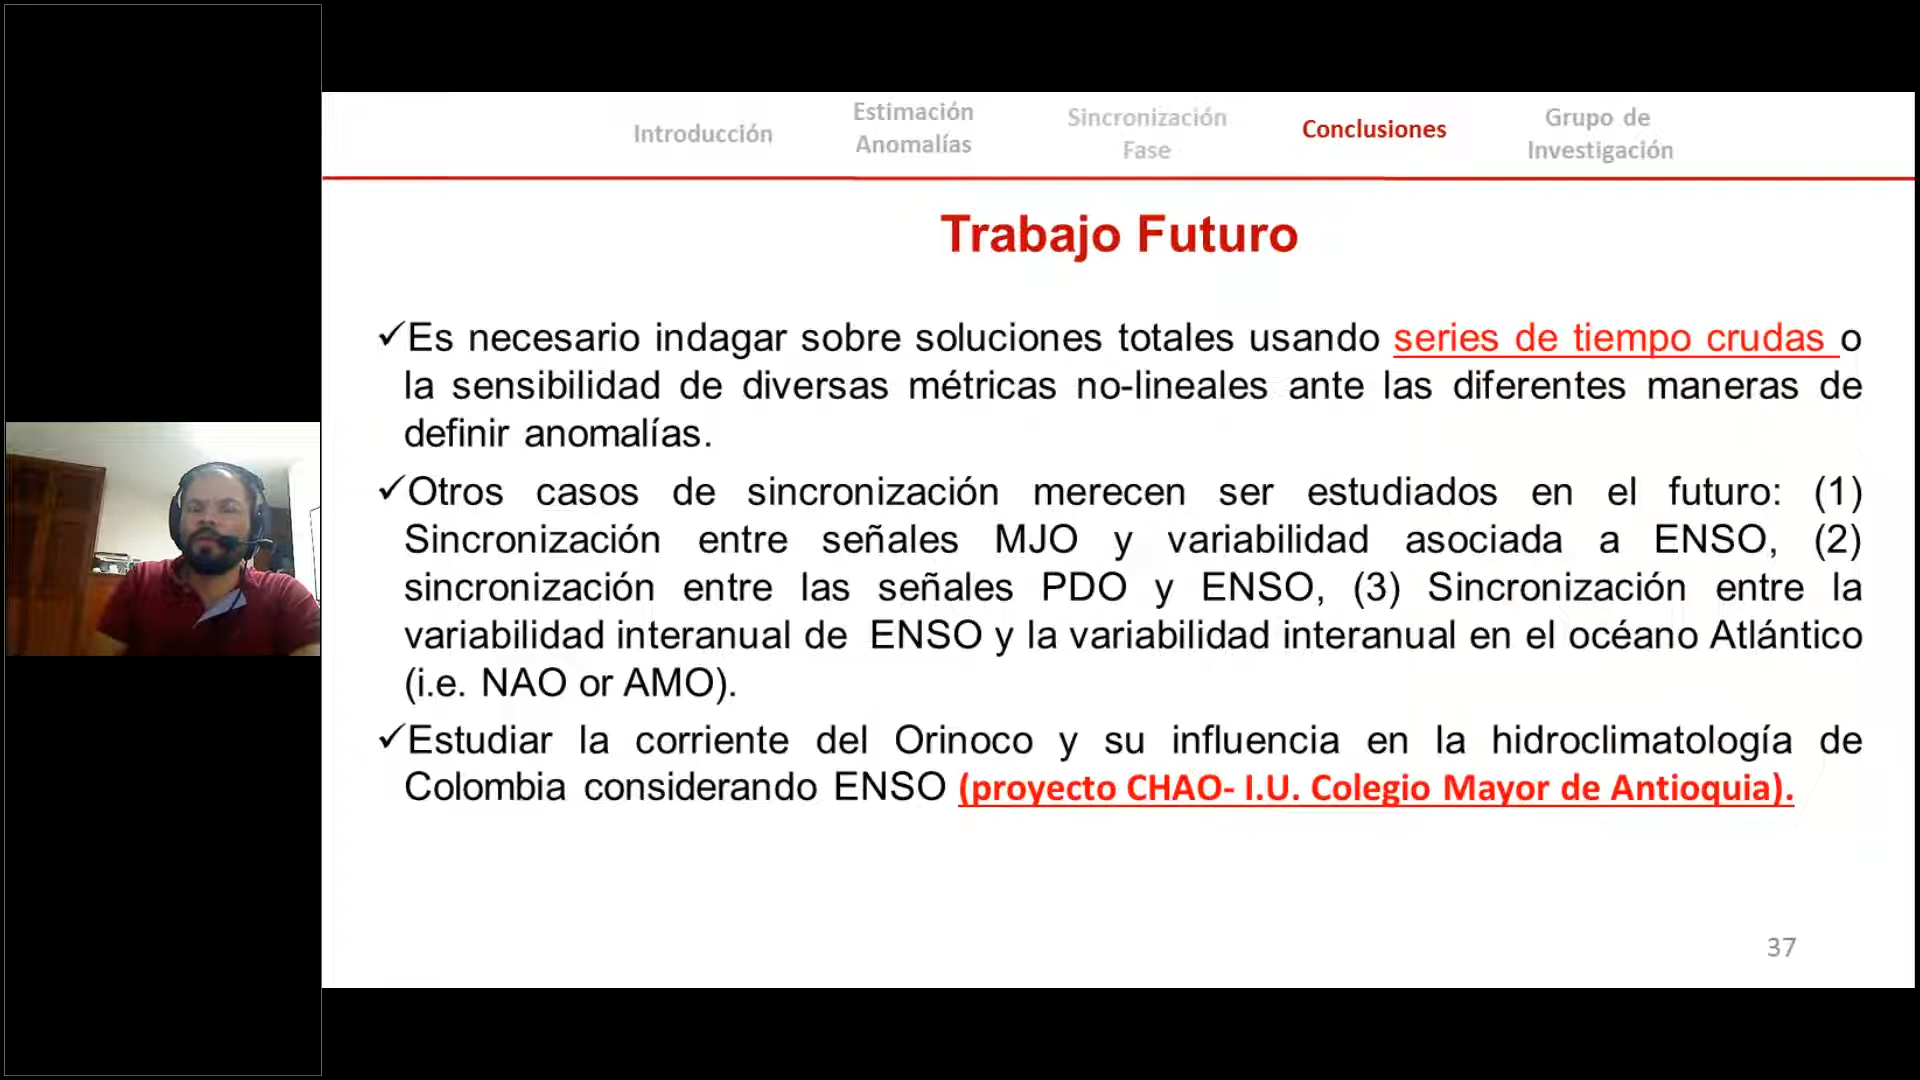 Introducción
Estimación
Anomalías
Sincronización
Fase
Conclusiones
Grupo de
Investigación
Trabajo Futuro
✓Es necesario indagar sobre soluciones totales usando series de tiempo crudas o
la sensibilidad de diversas métricas no-lineales ante las diferentes maneras de
definir anomalías.
✓Otros casos de sincronización merecen ser estudiados en el futuro: (1)
Sincronización entre señales MJO y variabilidad asociada a ENSO, (2)
sincronización entre las señales PDO y ENSO, (3) Sincronización entre la
variabilidad interanual de ENSO y la variabilidad interanual en el océano Atlántico
(i.e. NAO or AMO).
✓Estudiar la corriente del Orinoco y su influencia en la hidroclimatología de
Colombia considerando ENSO (proyecto CHAO- I.U. Colegio Mayor de Antioquia).
37